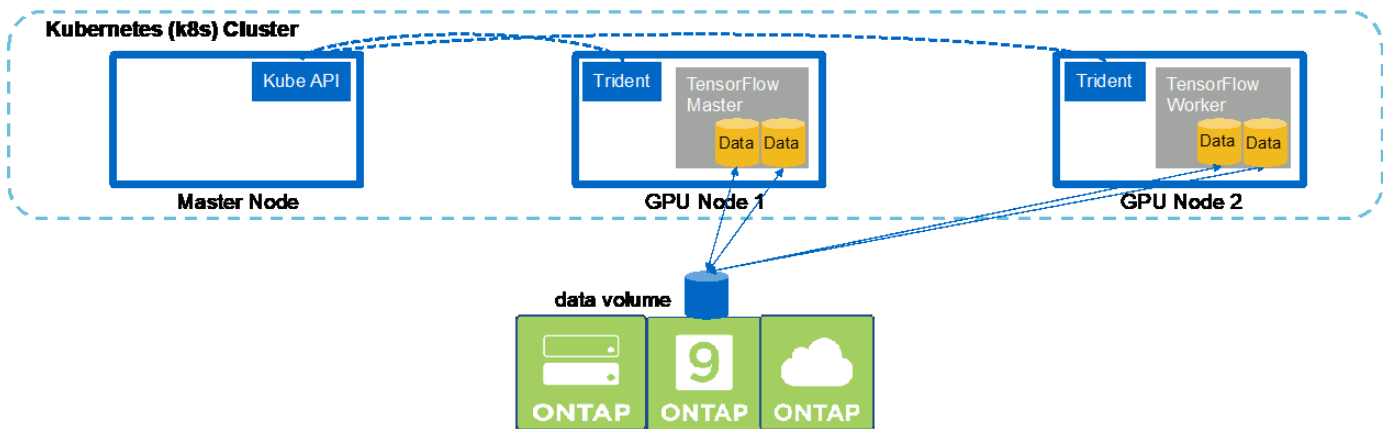 Kubernetes (k8s) Cluster
Kube API
Master Node
Trident
TensorFlow
Master
Data
Data
GPU Node 1
Trident
TensorFlow
Worker
Data
Data
GPU Node 2
data volume
ONTAP
9
ONTAP
ONTAP